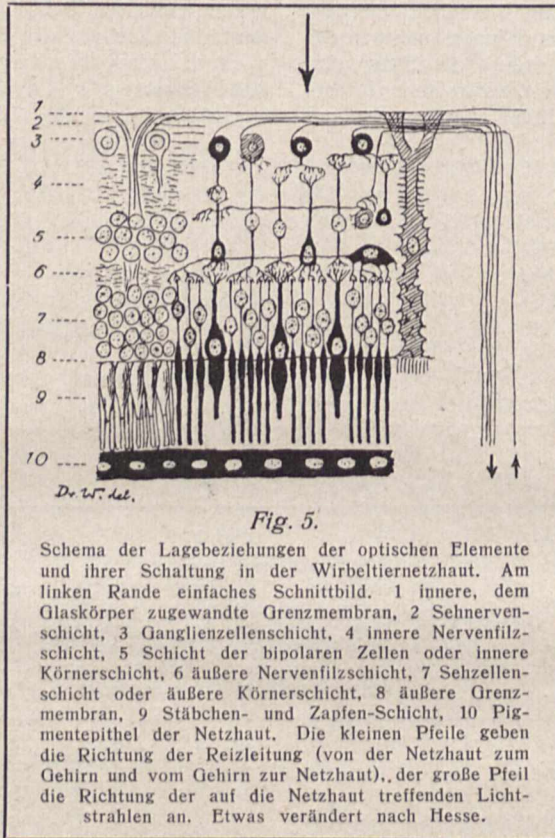 1
2
3
4
5
6
7
8
9
10
Dr. W. del.
Fig. 5.
Schema der Lagebeziehungen der optischen Elemente
und ihrer Schaltung in der Wirbeltiernetzhaut. Am
linken Rande einfaches Schnittbild. 1 innere, dem
Glaskörper zugewandte Grenzmembran, 2 Sehnerven-
schicht, 3 Ganglienzellenschicht, 4 innere Nervenfilz-
schicht, 5 Schicht der bipolaren Zellen oder innere
Körnerschicht, 6 äußere Nervenfilzschicht, 7 Sehzellen-
schicht oder äußere Körnerschicht, 8 äußere Grenz-
membran, 9 Stäbchen- und Zapfen-Schicht, 10 Pig-
mentepithel der Netzhaut. Die kleinen Pfeile geben
die Richtung der Reizleitung (von der Netzhaut zum
Gehirn und vom Gehirn zur Netzhaut), der große Pfeil
die Richtung der auf die Netzhaut treffenden Licht-
strahlen an. Etwas verändert nach Hesse.